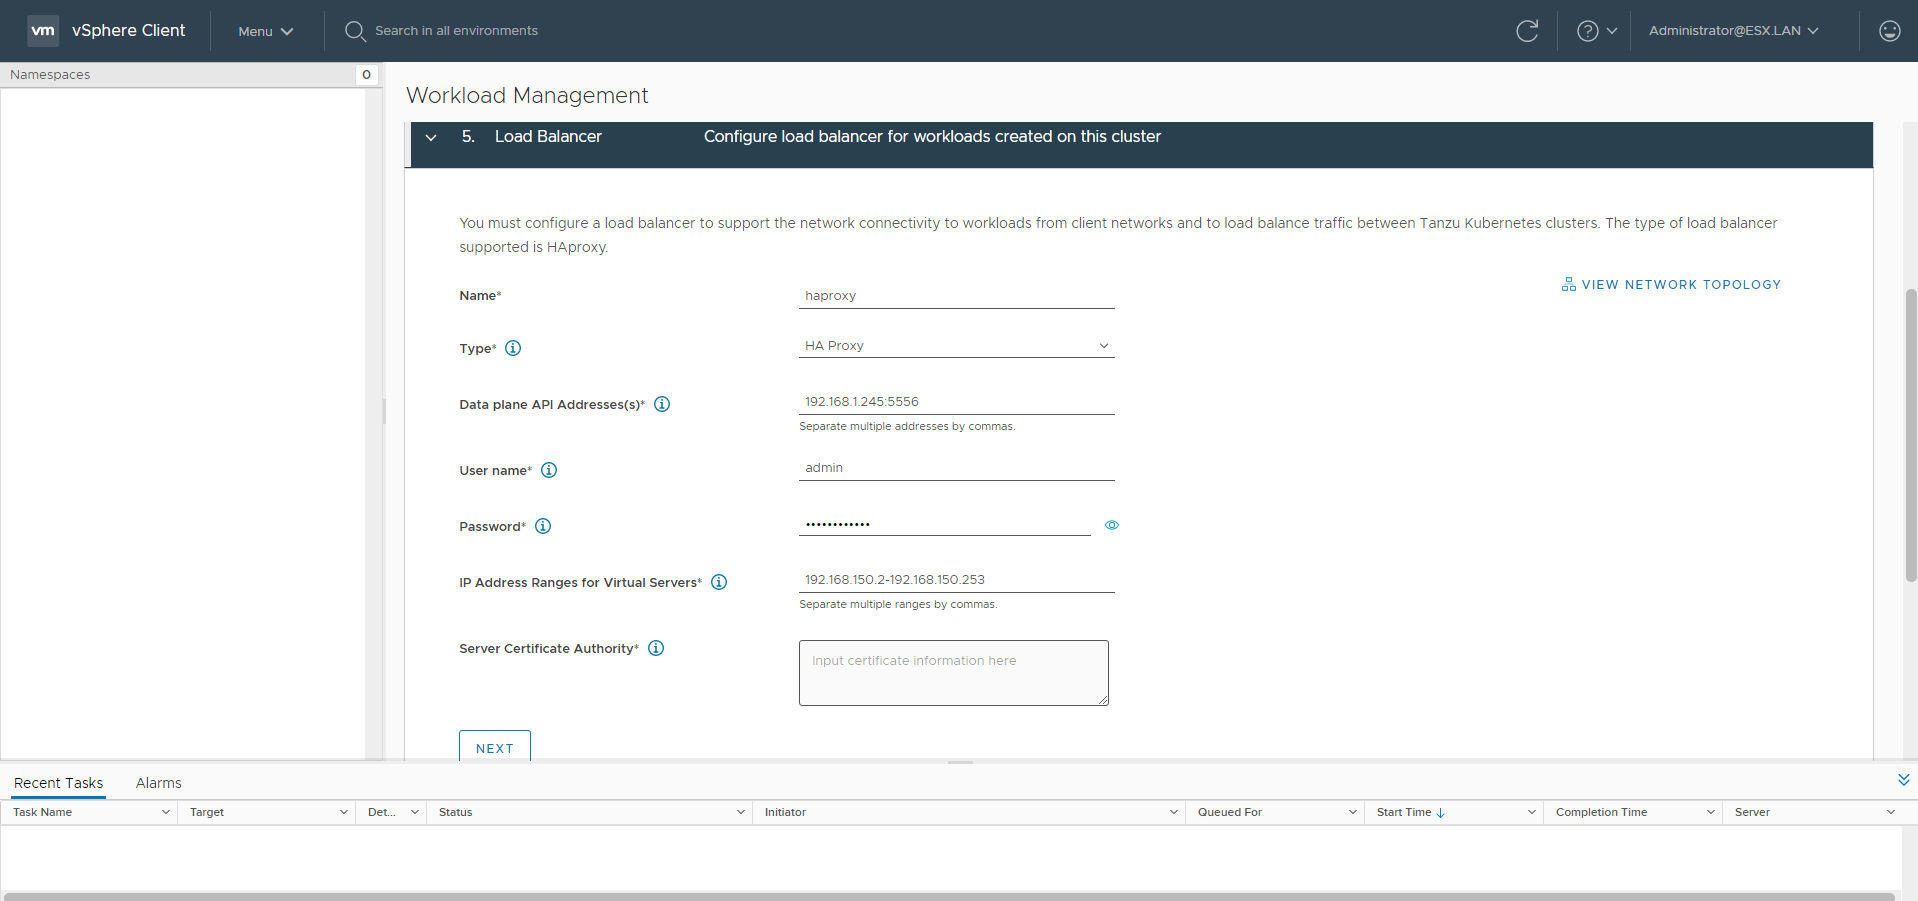 vm vSphere Client Menu Search in all environments Administrator@ESX.LAN
Namespaces 0
Workload Management
5. Load Balancer Configure load balancer for workloads created on this cluster
You must configure a load balancer to support the network connectivity to workloads from client networks and to load balance traffic between Tanzu Kubernetes clusters. The type of load balancer
supported is HAproxy.
VIEW NETWORK TOPOLOGY
Name* haproxy
Type* HA Proxy
Data plane API Addresses(s)* 192.168.1.245:5556
Separate multiple addresses by commas.
User name* admin
Password* ••••••••••••
IP Address Ranges for Virtual Servers* 192.168.150.2-192.168.150.253
Separate multiple ranges by commas.
Server Certificate Authority* Input certificate information here
NEXT
Recent Tasks Alarms
Task Name Target Det... Status Initiator Queued For Start Time Completion Time Server